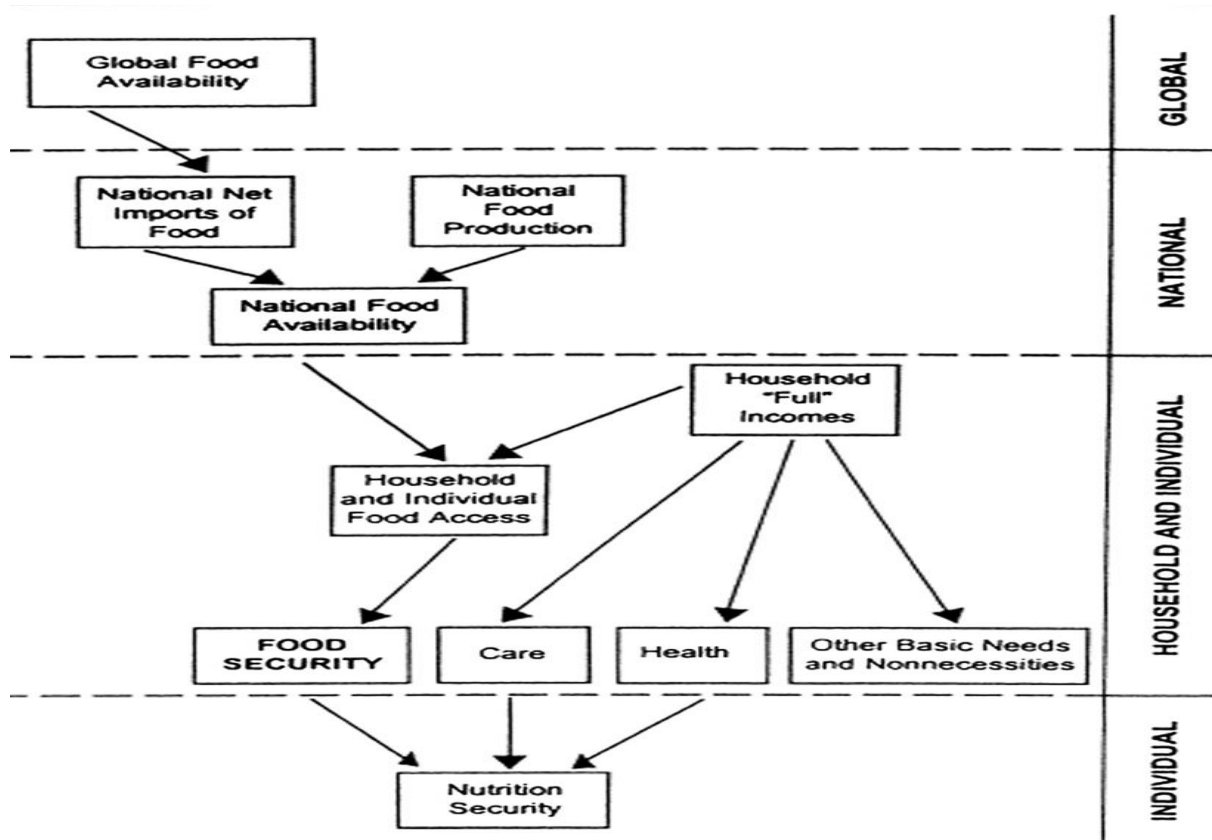 Global Food
Availability
GLOBAL
National Net
Imports of
Food
National
Food
Production
National Food
Availability
NATIONAL
Household
"Full"
Incomes
Household
and Individual
Food Access
FOOD
SECURITY
Care
Health
Other Basic Needs
and Nonnecessities
HOUSEHOLD AND INDIVIDUAL
Nutrition
Security
INDIVIDUAL